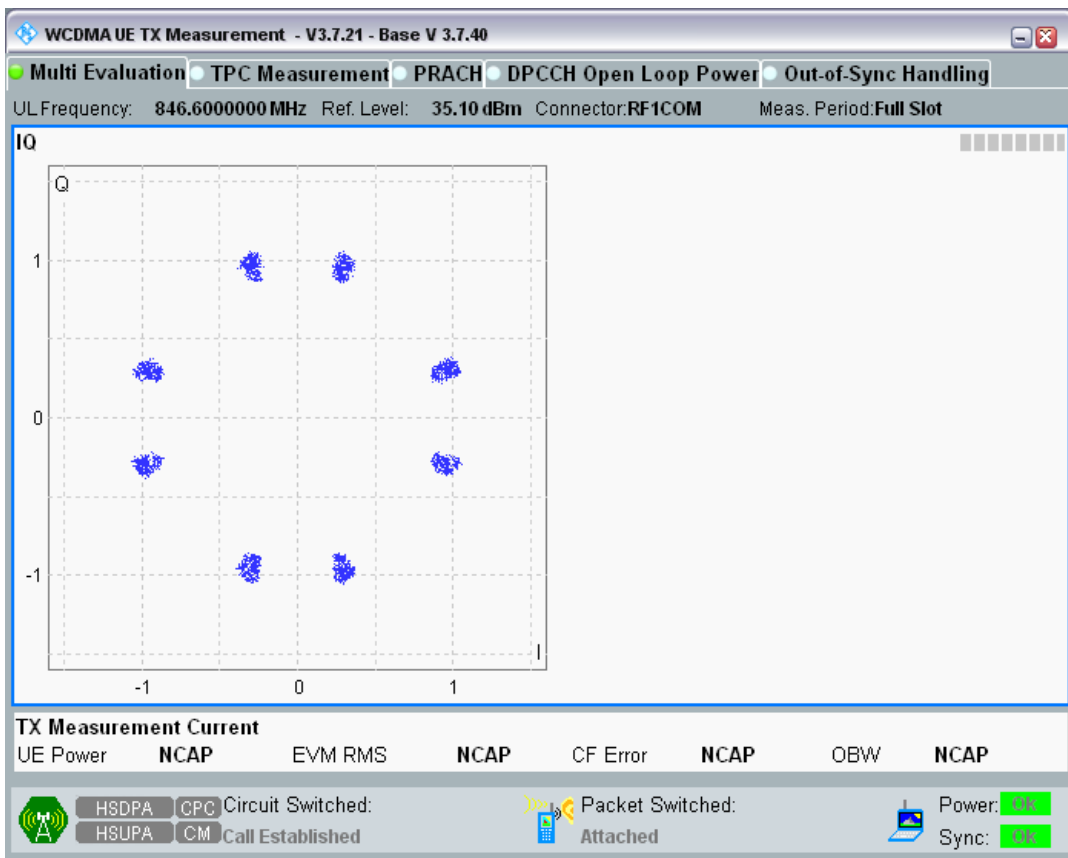 WCDMA UE TX Measurement - V3.7.21 - Base V 3.7.40
Multi Evaluation TPC Measurement PRACH DPCCH Open Loop Power Out-of-Sync Handling
UL Frequency: 846.6000000 MHz Ref. Level: 35.10 dBm Connector:RF1COM Meas. Period:Full Slot
IQ
Q
1
0
-1
I
-1 0 1
TX Measurement Current
UE Power NCAP EVM RMS NCAP CF Error NCAP OBW NCAP
HSDPA CPC Circuit Switched: Packet Switched: Power: Ok
HSUPA CM Call Established Attached Sync: Ok